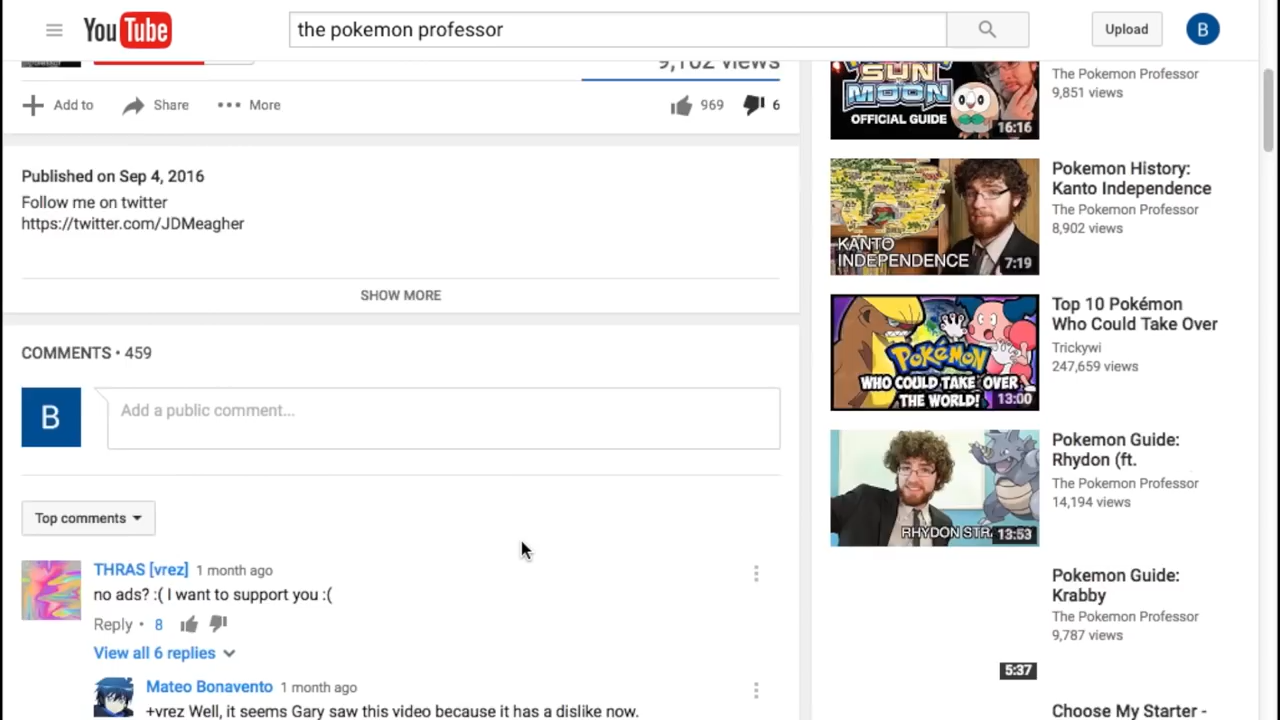 YouTube
the pokemon professor
Upload
B
9,102 views
Add to
Share
More
969
6
Published on Sep 4, 2016
Follow me on twitter
https://twitter.com/JDMeagher
SHOW MORE
COMMENTS • 459
B
Add a public comment...
Top comments
THRAS [vrez] 1 month ago
no ads? :( I want to support you :(
Reply • 8
View all 6 replies
Mateo Bonavento 1 month ago
+vrez Well, it seems Gary saw this video because it has a dislike now.
SUN
MOON
OFFICIAL GUIDE
16:16
The Pokemon Professor
9,851 views
KANTO
INDEPENDENCE
7:19
Pokemon History:
Kanto Independence
The Pokemon Professor
8,902 views
Pokémon
WHO COULD TAKE OVER
THE WORLD!
13:00
Top 10 Pokémon
Who Could Take Over
Trickywi
247,659 views
RHYDON STR
13:53
Pokemon Guide:
Rhydon (ft.
The Pokemon Professor
14,194 views
5:37
Pokemon Guide:
Krabby
The Pokemon Professor
9,787 views
Choose My Starter -